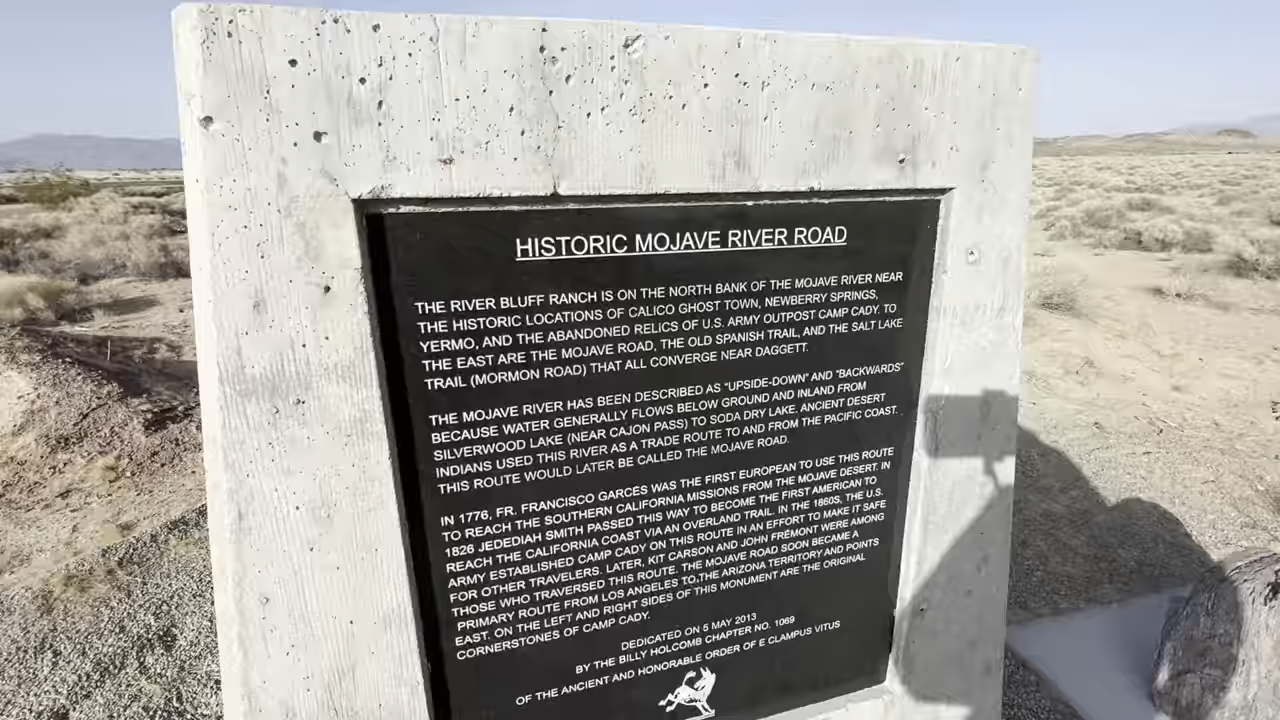 HISTORIC MOJAVE RIVER ROAD
THE RIVER BLUFF RANCH IS ON THE NORTH BANK OF THE MOJAVE RIVER NEAR
THE HISTORIC LOCATIONS OF CALICO GHOST TOWN, NEWBERRY SPRINGS,
YERMO, AND THE ABANDONED RELICS OF U.S. ARMY OUTPOST CAMP CADY. TO
THE EAST ARE THE MOJAVE ROAD, THE OLD SPANISH TRAIL, AND THE SALT LAKE
TRAIL (MORMON ROAD) THAT ALL CONVERGE NEAR DAGGETT.
THE MOJAVE RIVER HAS BEEN DESCRIBED AS "UPSIDE-DOWN" AND "BACKWARDS"
BECAUSE WATER GENERALLY FLOWS BELOW GROUND AND INLAND FROM
SILVERWOOD LAKE (NEAR CAJON PASS) TO SODA DRY LAKE. ANCIENT DESERT
INDIANS USED THIS RIVER AS A TRADE ROUTE TO AND FROM THE PACIFIC COAST.
THIS ROUTE WOULD LATER BE CALLED THE MOJAVE ROAD.
IN 1776, FR. FRANCISCO GARCES WAS THE FIRST EUROPEAN TO USE THIS ROUTE
TO REACH THE SOUTHERN CALIFORNIA MISSIONS FROM THE MOJAVE DESERT. IN
1826 JEDEDIAH SMITH PASSED THIS WAY TO BECOME THE FIRST AMERICAN TO
REACH THE CALIFORNIA COAST VIA AN OVERLAND TRAIL. IN THE 1860S, THE U.S.
ARMY ESTABLISHED CAMP CADY ON THIS ROUTE IN AN EFFORT TO MAKE IT SAFE
FOR OTHER TRAVELERS. LATER, KIT CARSON AND JOHN FRÉMONT WERE AMONG
THOSE WHO TRAVERSED THIS ROUTE. THE MOJAVE ROAD SOON BECAME A
PRIMARY ROUTE FROM LOS ANGELES TO THE ARIZONA TERRITORY AND POINTS
EAST. ON THE LEFT AND RIGHT SIDES OF THIS MONUMENT ARE THE ORIGINAL
CORNERSTONES OF CAMP CADY.
DEDICATED ON 5 MAY 2013
BY THE BILLY HOLCOMB CHAPTER NO. 1069
OF THE ANCIENT AND HONORABLE ORDER OF E CLAMPUS VITUS